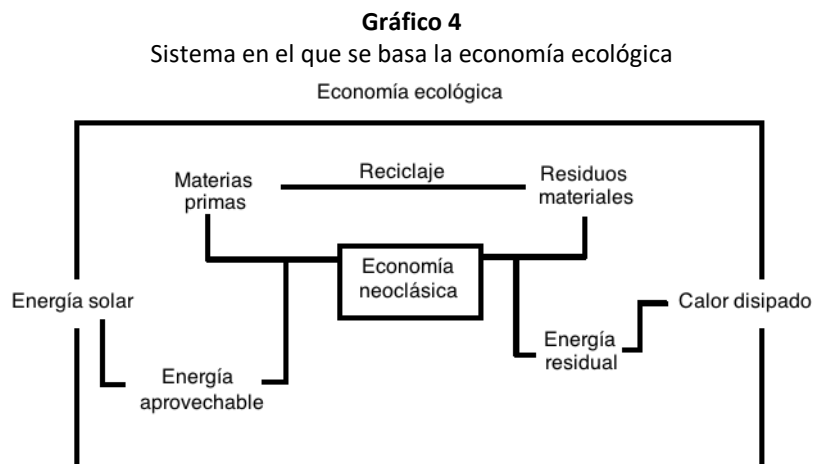 Gráfico 4
Sistema en el que se basa la economía ecológica
Economía ecológica
Materias
primas
Reciclaje
Residuos
materiales
Economía
neoclásica
Energía solar
Calor disipado
Energía
aprovechable
Energía
residual